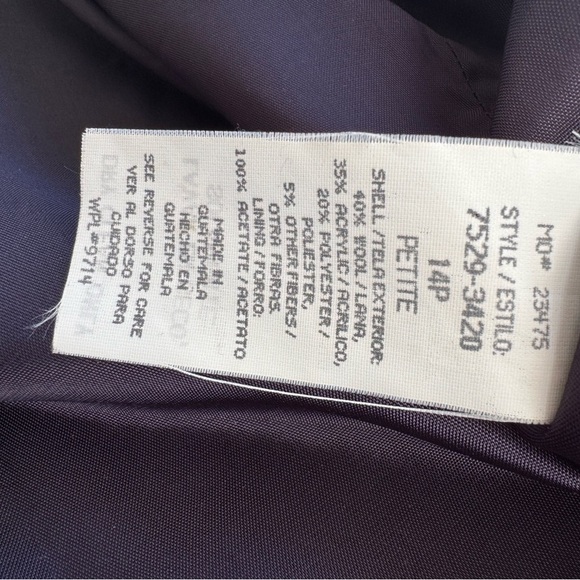 MO# 23475
STYLE / ESTILO:
7529-3420
14P
PETITE
SHELL /TELA EXTERIOR:
40% WOOL / LANA,
35% ACRYLIC / ACRILICO,
20% POLYESTER /
POLIESTER,
5% OTHER FIBERS /
OTRA FIBRAS.
LINING / FORRO:
100% ACETATE / ACETATO
MADE IN
GUATEMALA
HECHO EN
GUATEMALA
SEE REVERSE FOR CARE
VER AL DORSO PARA
CUIDADO
WPL#9714